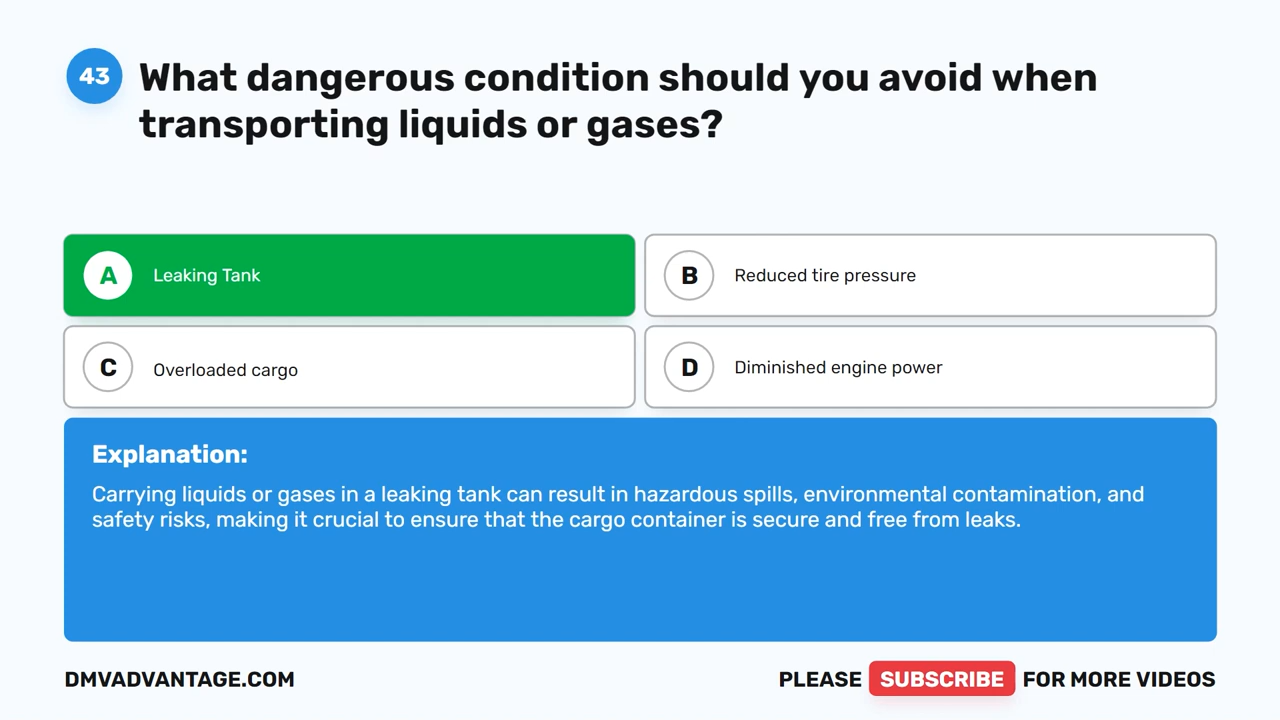 43
What dangerous condition should you avoid when
transporting liquids or gases?
A
Leaking Tank
B
Reduced tire pressure
C
Overloaded cargo
D
Diminished engine power
Explanation:
Carrying liquids or gases in a leaking tank can result in hazardous spills, environmental contamination, and
safety risks, making it crucial to ensure that the cargo container is secure and free from leaks.
DMVADVANTAGE.COM
PLEASE SUBSCRIBE FOR MORE VIDEOS